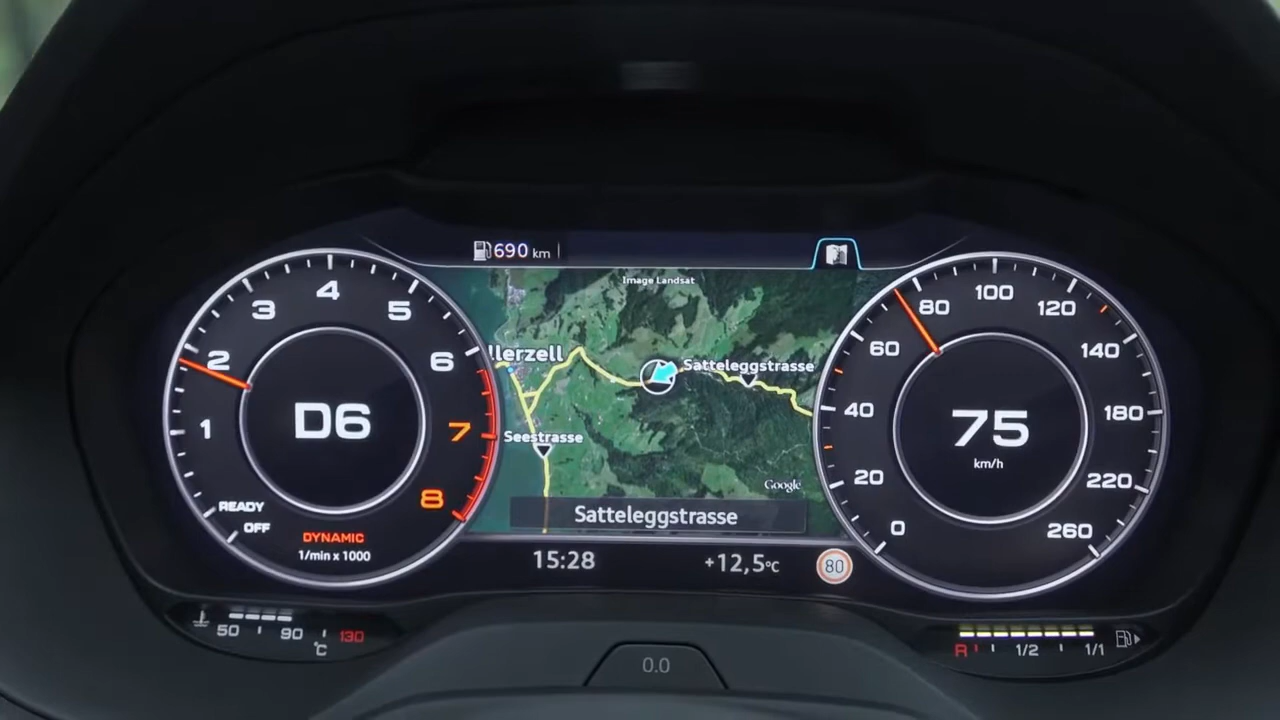 690 km
Image Landsat
1
2
3
4
5
6
7
8
D6
READY
OFF
DYNAMIC
1/min x 1000
llerzell
Satteleggstrasse
Seestrasse
Google
Satteleggstrasse
15:28
+12,5°C
80
0
20
40
60
80
100
120
140
180
220
260
75
km/h
50
90
130
°C
0.0
R
1/2
1/1